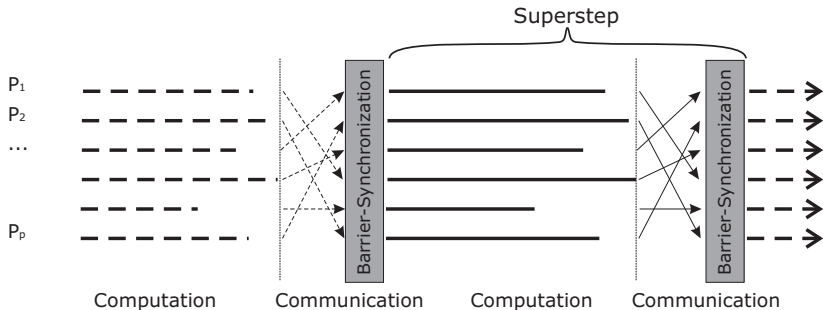 Superstep
P1
P2
...
Pp
Barrier-Synchronization
Barrier-Synchronization
Computation
Communication
Computation
Communication